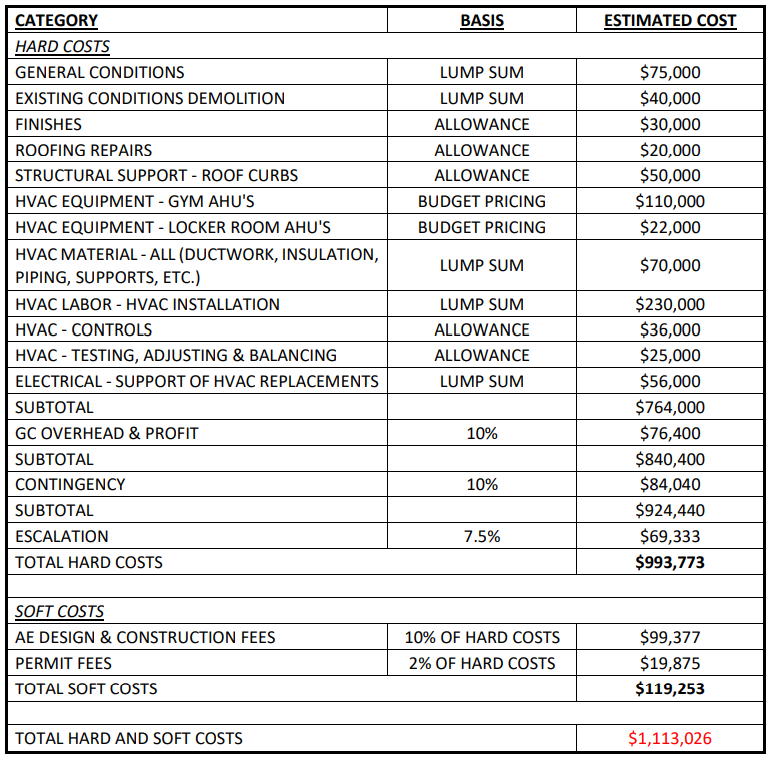 CATEGORY BASIS ESTIMATED COST
HARD COSTS
GENERAL CONDITIONS LUMP SUM $75,000
EXISTING CONDITIONS DEMOLITION LUMP SUM $40,000
FINISHES ALLOWANCE $30,000
ROOFING REPAIRS ALLOWANCE $20,000
STRUCTURAL SUPPORT - ROOF CURBS ALLOWANCE $50,000
HVAC EQUIPMENT - GYM AHU'S BUDGET PRICING $110,000
HVAC EQUIPMENT - LOCKER ROOM AHU'S BUDGET PRICING $22,000
HVAC MATERIAL - ALL (DUCTWORK, INSULATION,
PIPING, SUPPORTS, ETC.) LUMP SUM $70,000
HVAC LABOR - HVAC INSTALLATION LUMP SUM $230,000
HVAC - CONTROLS ALLOWANCE $36,000
HVAC - TESTING, ADJUSTING & BALANCING ALLOWANCE $25,000
ELECTRICAL - SUPPORT OF HVAC REPLACEMENTS LUMP SUM $56,000
SUBTOTAL $764,000
GC OVERHEAD & PROFIT 10% $76,400
SUBTOTAL $840,400
CONTINGENCY 10% $84,040
SUBTOTAL $924,440
ESCALATION 7.5% $69,333
TOTAL HARD COSTS $993,773
SOFT COSTS
AE DESIGN & CONSTRUCTION FEES 10% OF HARD COSTS $99,377
PERMIT FEES 2% OF HARD COSTS $19,875
TOTAL SOFT COSTS $119,253
TOTAL HARD AND SOFT COSTS $1,113,026